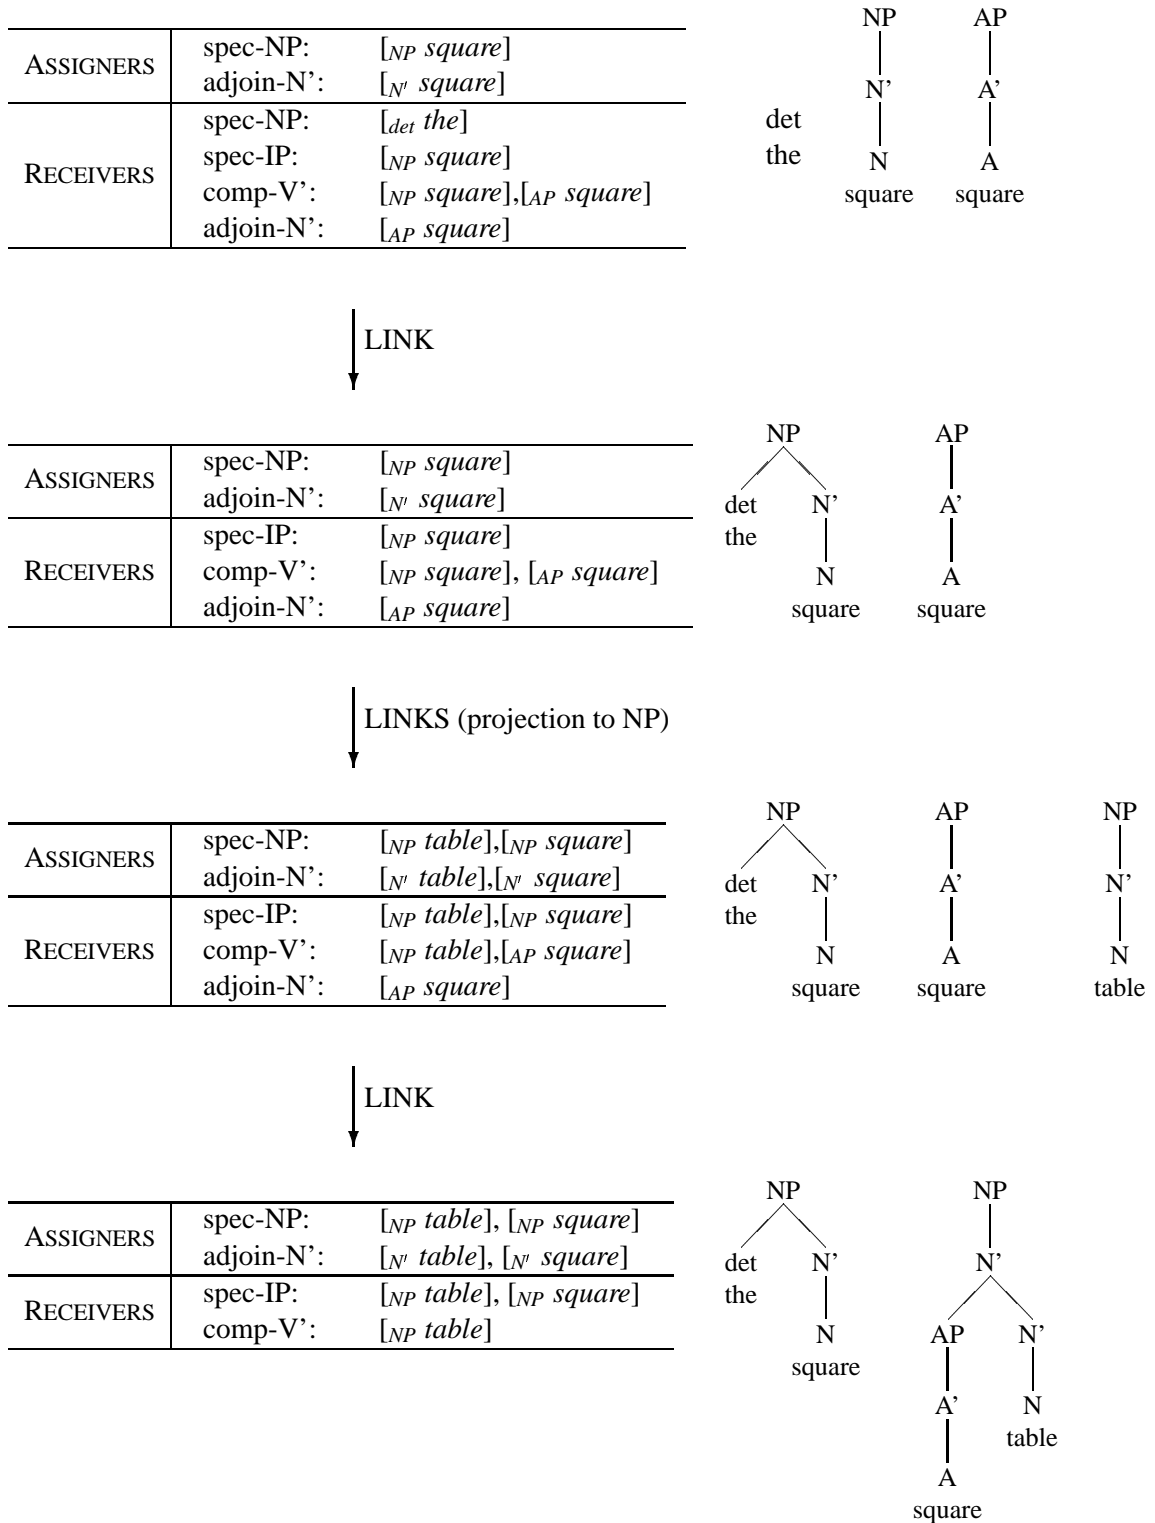 ASSIGNERS spec-NP: [NP square]
adjoin-N': [N' square]
RECEIVERS spec-NP: [det the]
spec-IP: [NP square]
comp-V': [NP square],[AP square]
adjoin-N': [AP square]
NP AP
N' A'
det
the N A
square square
LINK
ASSIGNERS spec-NP: [NP square]
adjoin-N': [N' square]
RECEIVERS spec-IP: [NP square]
comp-V': [NP square], [AP square]
adjoin-N': [AP square]
NP AP
det N' A'
the
N A
square square
LINKS (projection to NP)
ASSIGNERS spec-NP: [NP table],[NP square]
adjoin-N': [N' table],[N' square]
RECEIVERS spec-IP: [NP table],[NP square]
comp-V': [NP table],[AP square]
adjoin-N': [AP square]
NP AP NP
det N' A' N'
the
N A N
square square table
LINK
ASSIGNERS spec-NP: [NP table], [NP square]
adjoin-N': [N' table], [N' square]
RECEIVERS spec-IP: [NP table], [NP square]
comp-V': [NP table]
NP NP
det N' N'
the
N AP N'
square
A' N
table
A
square